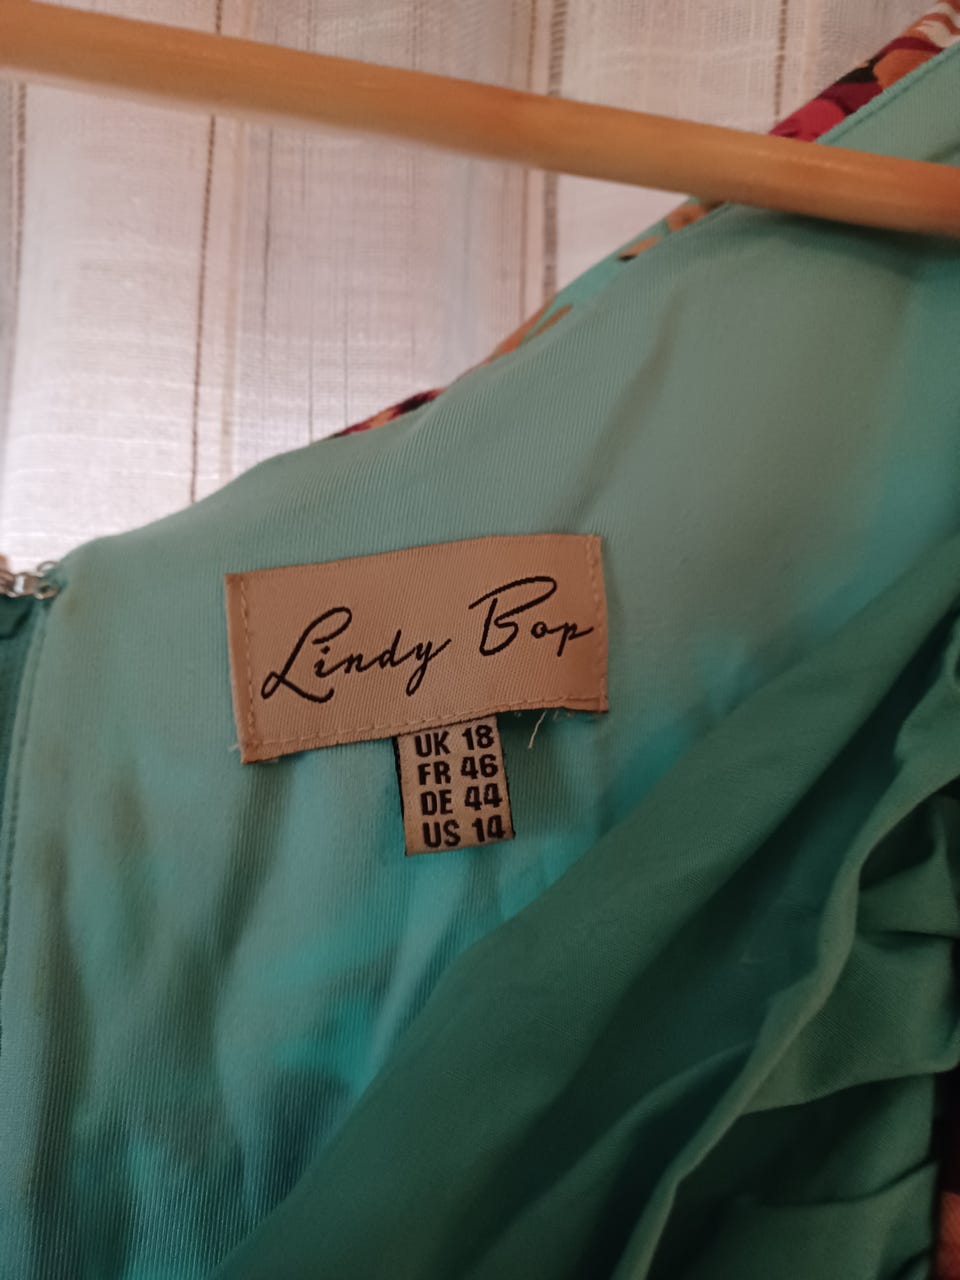 Lindy Bop
UK 18
FR 46
DE 44
US 14